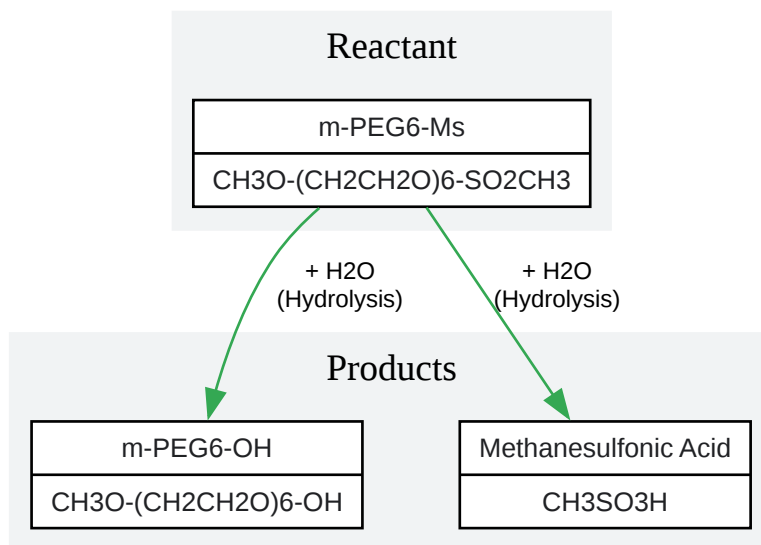 Reactant
m-PEG6-Ms
CH3O-(CH2CH2O)6-SO2CH3
+ H2O
(Hydrolysis)
+ H2O
(Hydrolysis)
Products
m-PEG6-OH
CH3O-(CH2CH2O)6-OH
Methanesulfonic Acid
CH3SO3H